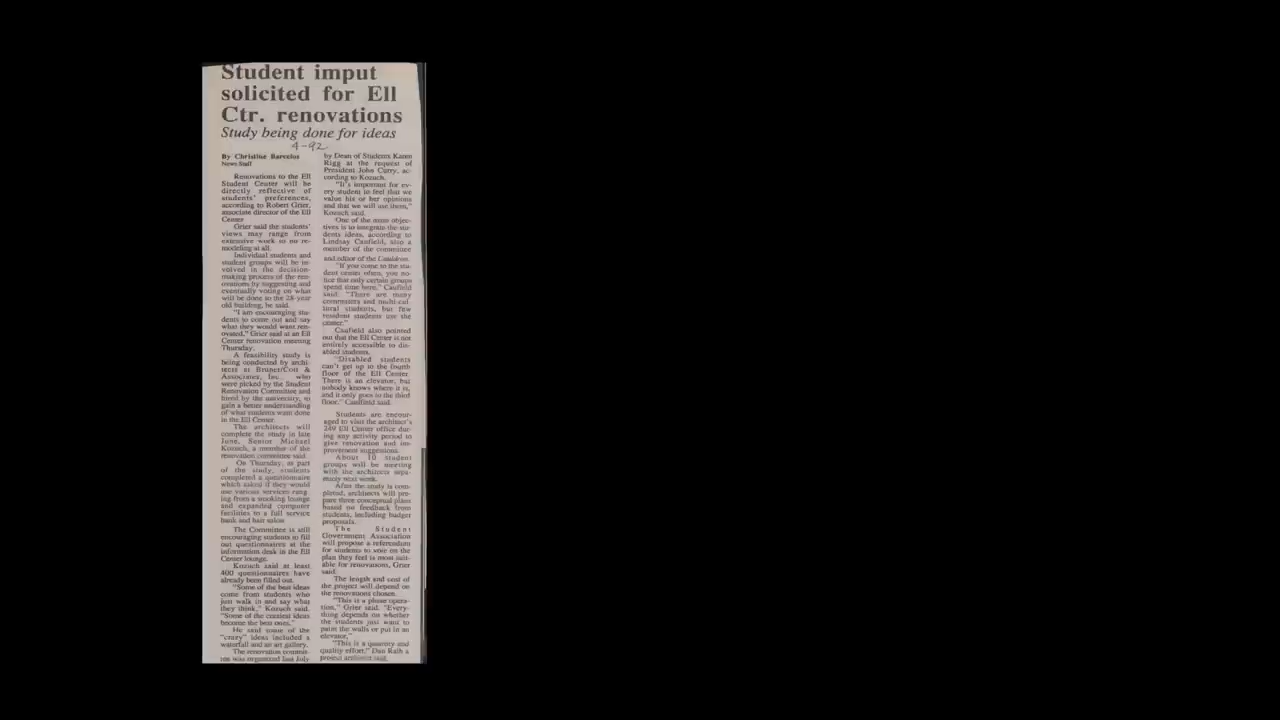 Student imput
solicited for Ell
Ctr. renovations
Study being done for ideas
4-92
By Christine Barcelos
News Staff
Renovations to the Ell
Student Center will be
directly reflective of
students' preferences,
according to Robert Grier,
associate director of the Ell
Center
Grier said the students'
views may range from
extensive work to no re-
modeling at all.
Individual students and
student groups will be in-
volved in the decision-
making process of the ren-
ovations by suggesting and
eventually voting on what
will be done to the 28-year
old building, he said.
"I am encouraging stu-
dents to come out and say
what they would want ren-
ovated," Grier said at an Ell
Center renovation meeting
Thursday.
A feasibility study is
being conducted by archi-
tects at Bruner/Cott &
Associates, Inc., who
were picked by the Student
Renovation Committee and
hired by the university, to
gain a better understanding
of what students want done
in the Ell Center.
The architects will
complete the study in late
June, Senior Michael
Kozuch, a member of the
renovation committee said.
On Thursday, as part
of the study, students
completed a questionnaire
which asked if they would
use various services rang-
ing from a smoking lounge
and expanded computer
facilities to a full service
bank and hair salon
The Committee is still
encouraging students to fill
out questionnaires at the
information desk in the Ell
Center lounge.
Kozuch said at least
400 questionnaires have
already been filled out.
"Some of the best ideas
come from students who
just walk in and say what
they think," Kozuch said.
"Some of the craziest ideas
become the best ones."
He said some of the
"crazy" ideas included a
waterfall and an art gallery.
The renovation commit-
tee was organized last July
by Dean of Students Karen
Rigg at the request of
President John Curry, ac-
cording to Kozuch.
"It's important for ev-
ery student to feel that we
value his or her opinions
and that we will use them,"
Kozuch said.
One of the main objec-
tives is to integrate the stu-
dents ideas, according to
Lindsay Caufield, also a
member of the committee
and editor of the Cauldron.
"If you come to the stu-
dent center often, you no-
tice that only certain groups
spend time here," Caufield
said. "There are many
commuters and multi-cul-
tural students, but few
resident students use the
center."
Caufield also pointed
out that the Ell Center is not
entirely accessible to dis-
abled students.
"Disabled students
can't get up to the fourth
floor of the Ell Center.
There is an elevator, but
nobody knows where it is,
and it only goes to the third
floor." Caulfield said.
Students are encour-
aged to visit the architect's
249 Ell Center office dur-
ing any activity period to
give renovation and im-
provement suggestions.
About 10 student
groups will be meeting
with the architects sepa-
rately next week.
After the study is com-
pleted, architects will pre-
pare three conceptual plans
based on feedback from
students, including budget
proposals.
The Student
Government Association
will propose a referendum
for students to vote on the
plan they feel is most suit-
able for renovations, Grier
said.
The length and cost of
the project will depend on
the renovations chosen.
"This is a phase opera-
tion," Grier said. "Every-
thing depends on whether
the students just want to
paint the walls or put in an
elevator,"
"This is a quantity and
quality effort," Dan Raih a
project architect said.